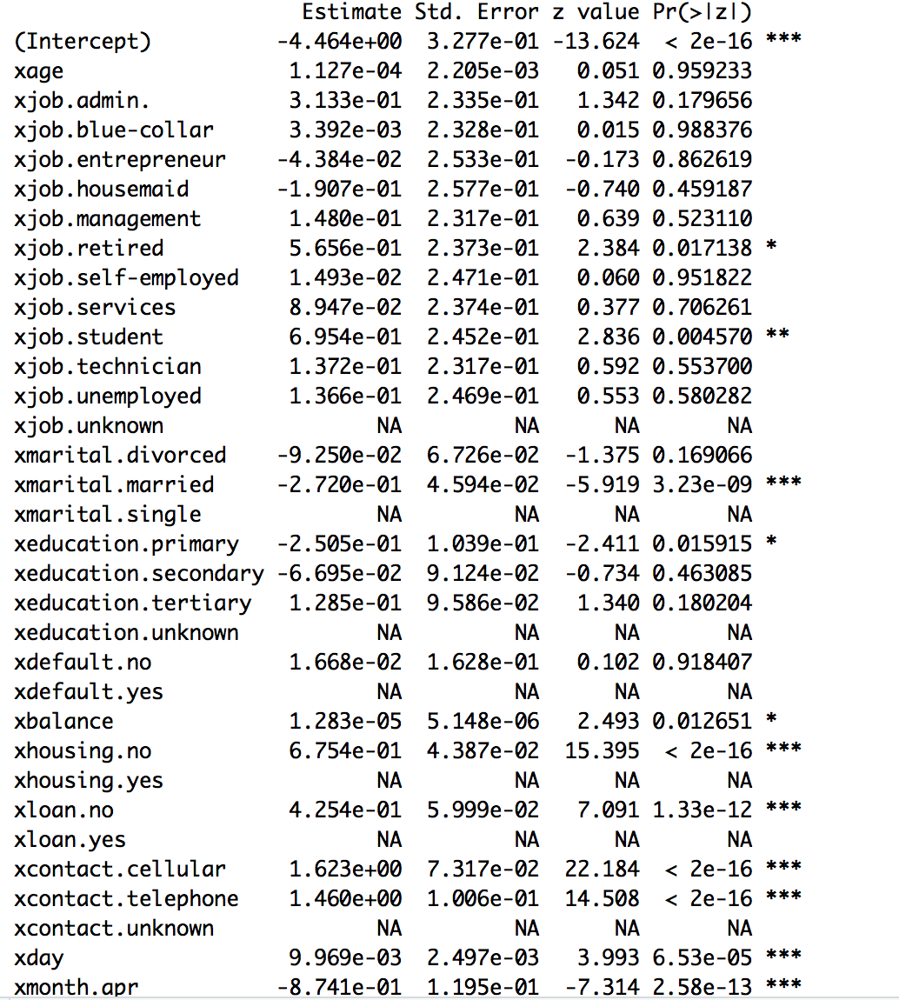 Estimate Std. Error z value Pr(>|z|)
(Intercept) -4.464e+00 3.277e-01 -13.624 < 2e-16 ***
xage 1.127e-04 2.205e-03 0.051 0.959233
xjob.admin. 3.133e-01 2.335e-01 1.342 0.179656
xjob.blue-collar 3.392e-03 2.328e-01 0.015 0.988376
xjob.entrepreneur -4.384e-02 2.533e-01 -0.173 0.862619
xjob.housemaid -1.907e-01 2.577e-01 -0.740 0.459187
xjob.management 1.480e-01 2.317e-01 0.639 0.523110
xjob.retired 5.656e-01 2.373e-01 2.384 0.017138 *
xjob.self-employed 1.493e-02 2.471e-01 0.060 0.951822
xjob.services 8.947e-02 2.374e-01 0.377 0.706261
xjob.student 6.954e-01 2.452e-01 2.836 0.004570 **
xjob.technician 1.372e-01 2.317e-01 0.592 0.553700
xjob.unemployed 1.366e-01 2.469e-01 0.553 0.580282
xjob.unknown NA NA NA NA
xmarital.divorced -9.250e-02 6.726e-02 -1.375 0.169066
xmarital.married -2.720e-01 4.594e-02 -5.919 3.23e-09 ***
xmarital.single NA NA NA NA
xeducation.primary -2.505e-01 1.039e-01 -2.411 0.015915 *
xeducation.secondary -6.695e-02 9.124e-02 -0.734 0.463085
xeducation.tertiary 1.285e-01 9.586e-02 1.340 0.180204
xeducation.unknown NA NA NA NA
xdefault.no 1.668e-02 1.628e-01 0.102 0.918407
xdefault.yes NA NA NA NA
xbalance 1.283e-05 5.148e-06 2.493 0.012651 *
xhousing.no 6.754e-01 4.387e-02 15.395 < 2e-16 ***
xhousing.yes NA NA NA NA
xloan.no 4.254e-01 5.999e-02 7.091 1.33e-12 ***
xloan.yes NA NA NA NA
xcontact.cellular 1.623e+00 7.317e-02 22.184 < 2e-16 ***
xcontact.telephone 1.460e+00 1.006e-01 14.508 < 2e-16 ***
xcontact.unknown NA NA NA NA
xday 9.969e-03 2.497e-03 3.993 6.53e-05 ***
xmonth.apr -8.741e-01 1.195e-01 -7.314 2.58e-13 ***